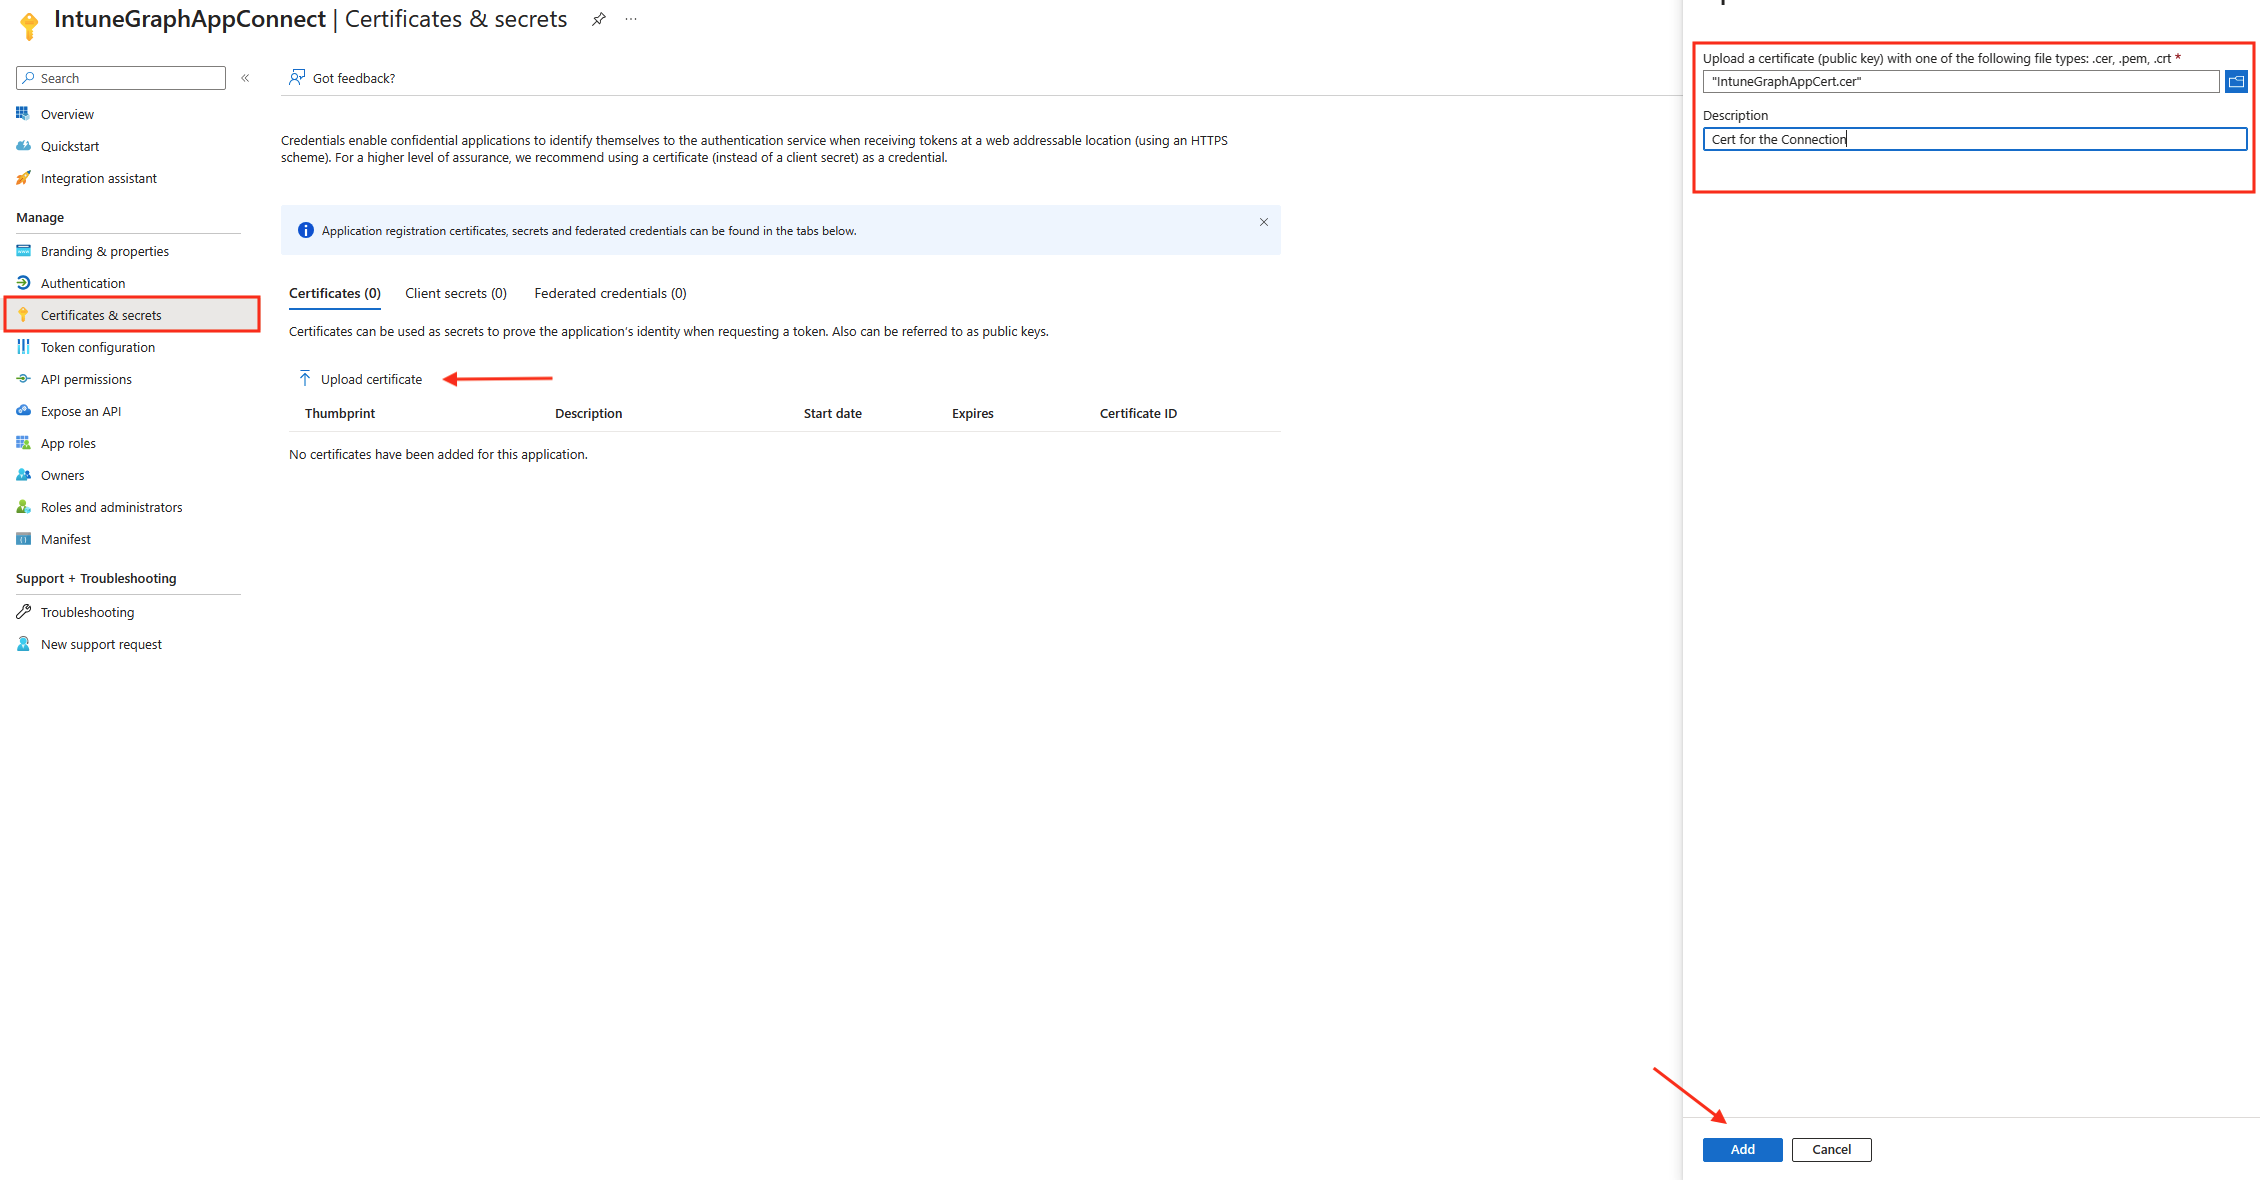 IntuneGraphAppConnect | Certificates & secrets
Search
Overview
Quickstart
Integration assistant
Manage
Branding & properties
Authentication
Certificates & secrets
Token configuration
API permissions
Expose an API
App roles
Owners
Roles and administrators
Manifest
Support + Troubleshooting
Troubleshooting
New support request
Got feedback?
Credentials enable confidential applications to identify themselves to the authentication service when receiving tokens at a web addressable location (using an HTTPS
scheme). For a higher level of assurance, we recommend using a certificate (instead of a client secret) as a credential.
Application registration certificates, secrets and federated credentials can be found in the tabs below.
Certificates (0) Client secrets (0) Federated credentials (0)
Certificates can be used as secrets to prove the application's identity when requesting a token. Also can be referred to as public keys.
Upload certificate
Thumbprint Description Start date Expires Certificate ID
No certificates have been added for this application.
Upload a certificate (public key) with one of the following file types: .cer, .pem, .crt *
"IntuneGraphAppCert.cer"
Description
Cert for the Connection
Add Cancel